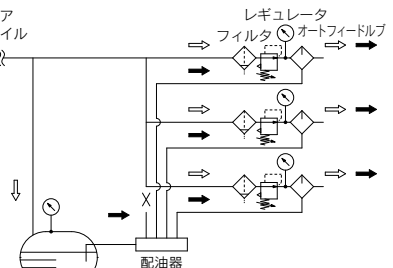 レギュレータ
ア
フィルタ
オートフィードルブ
イル
配油器